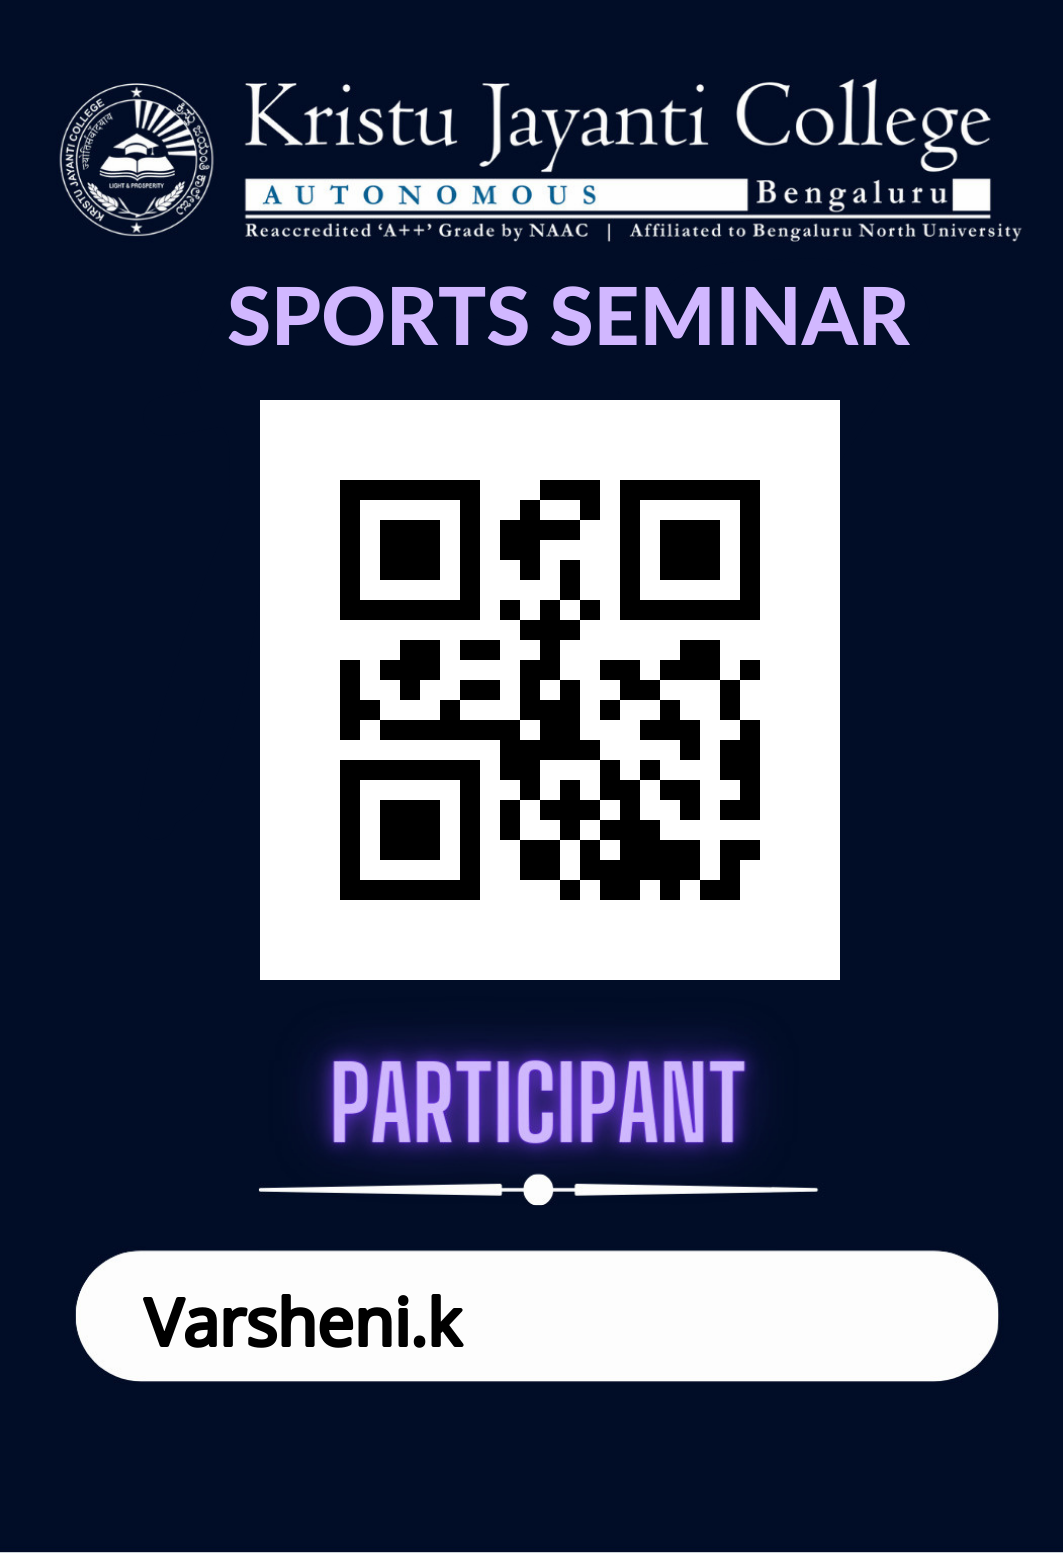 KRISTU JAYANTI COLLEGE
LIGHT & PROSPERITY
Kristu Jayanti College
AUTONOMOUS Bengaluru
Reaccredited ‘A++’ Grade by NAAC | Affiliated to Bengaluru North University
SPORTS SEMINAR
PARTICIPANT
Varsheni.k